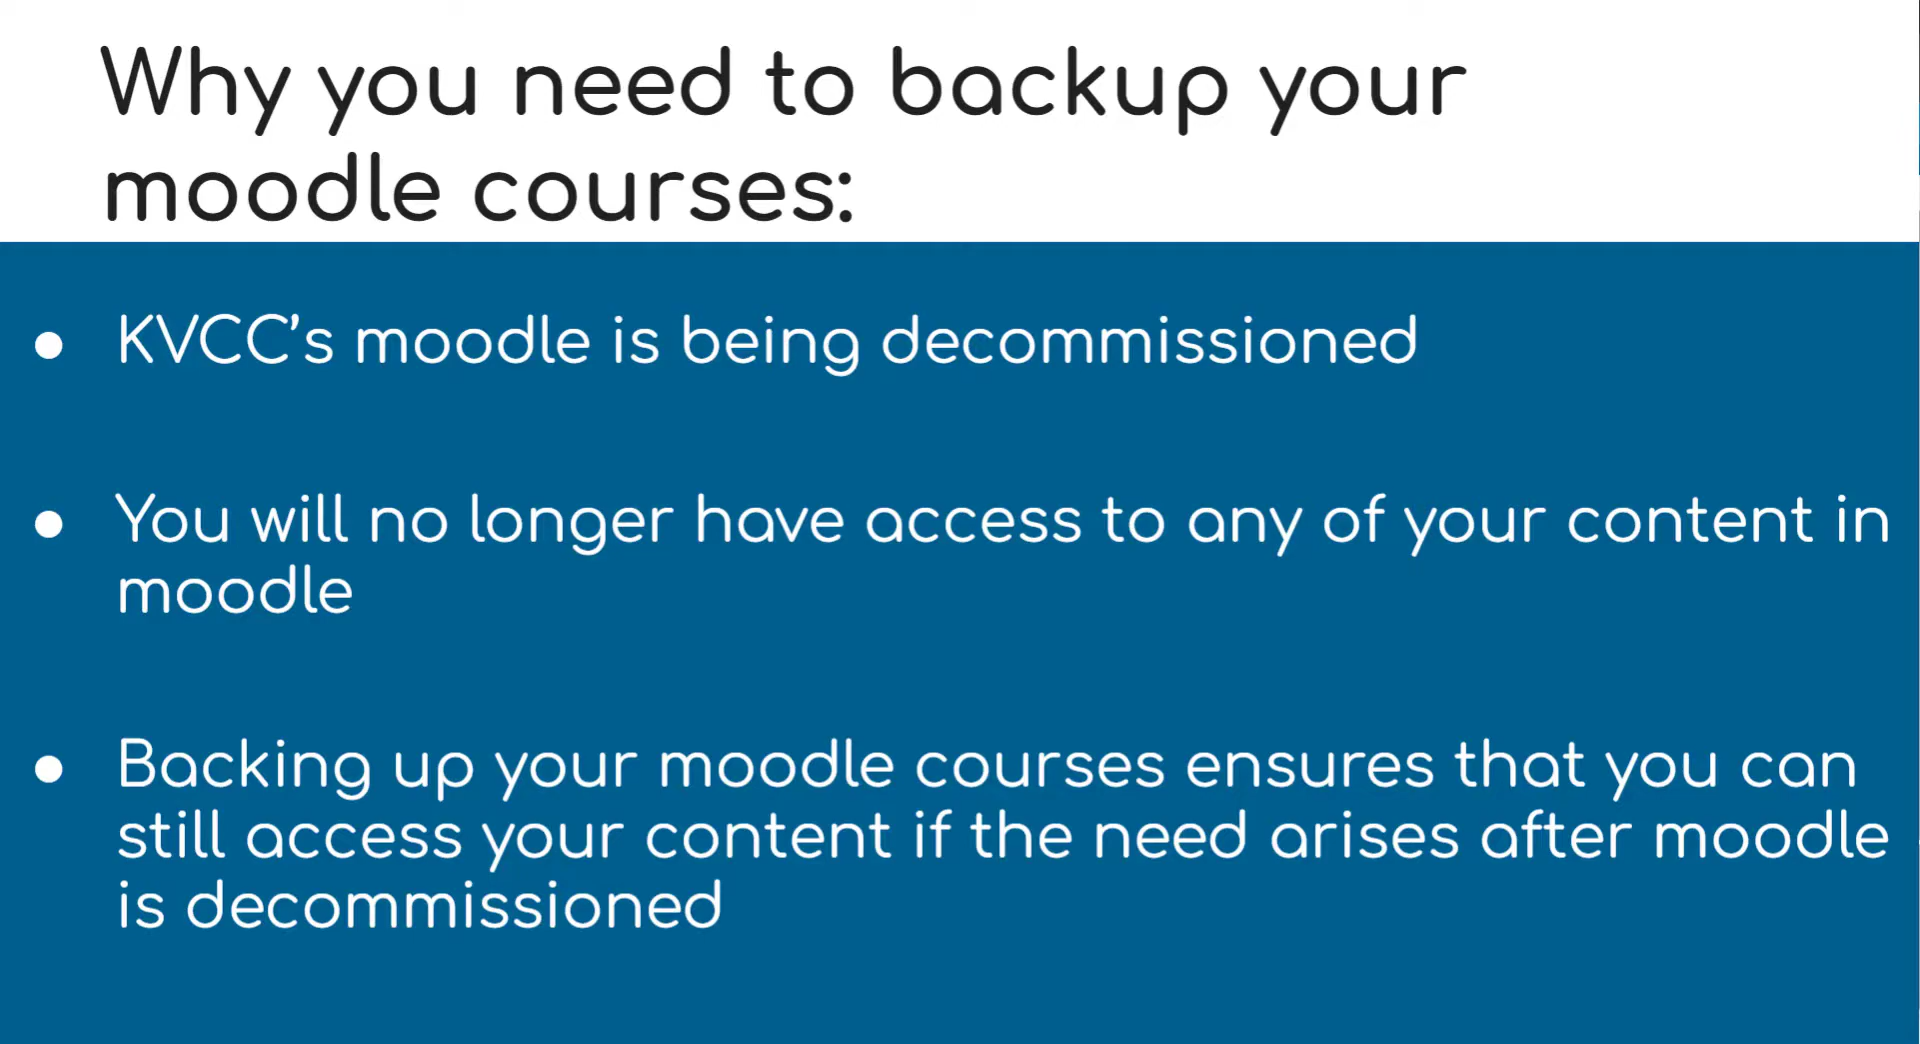 Why you need to backup your
moodle courses:
● KVCC’s moodle is being decommissioned
● You will no longer have access to any of your content in
moodle
● Backing up your moodle courses ensures that you can
still access your content if the need arises after moodle
is decommissioned